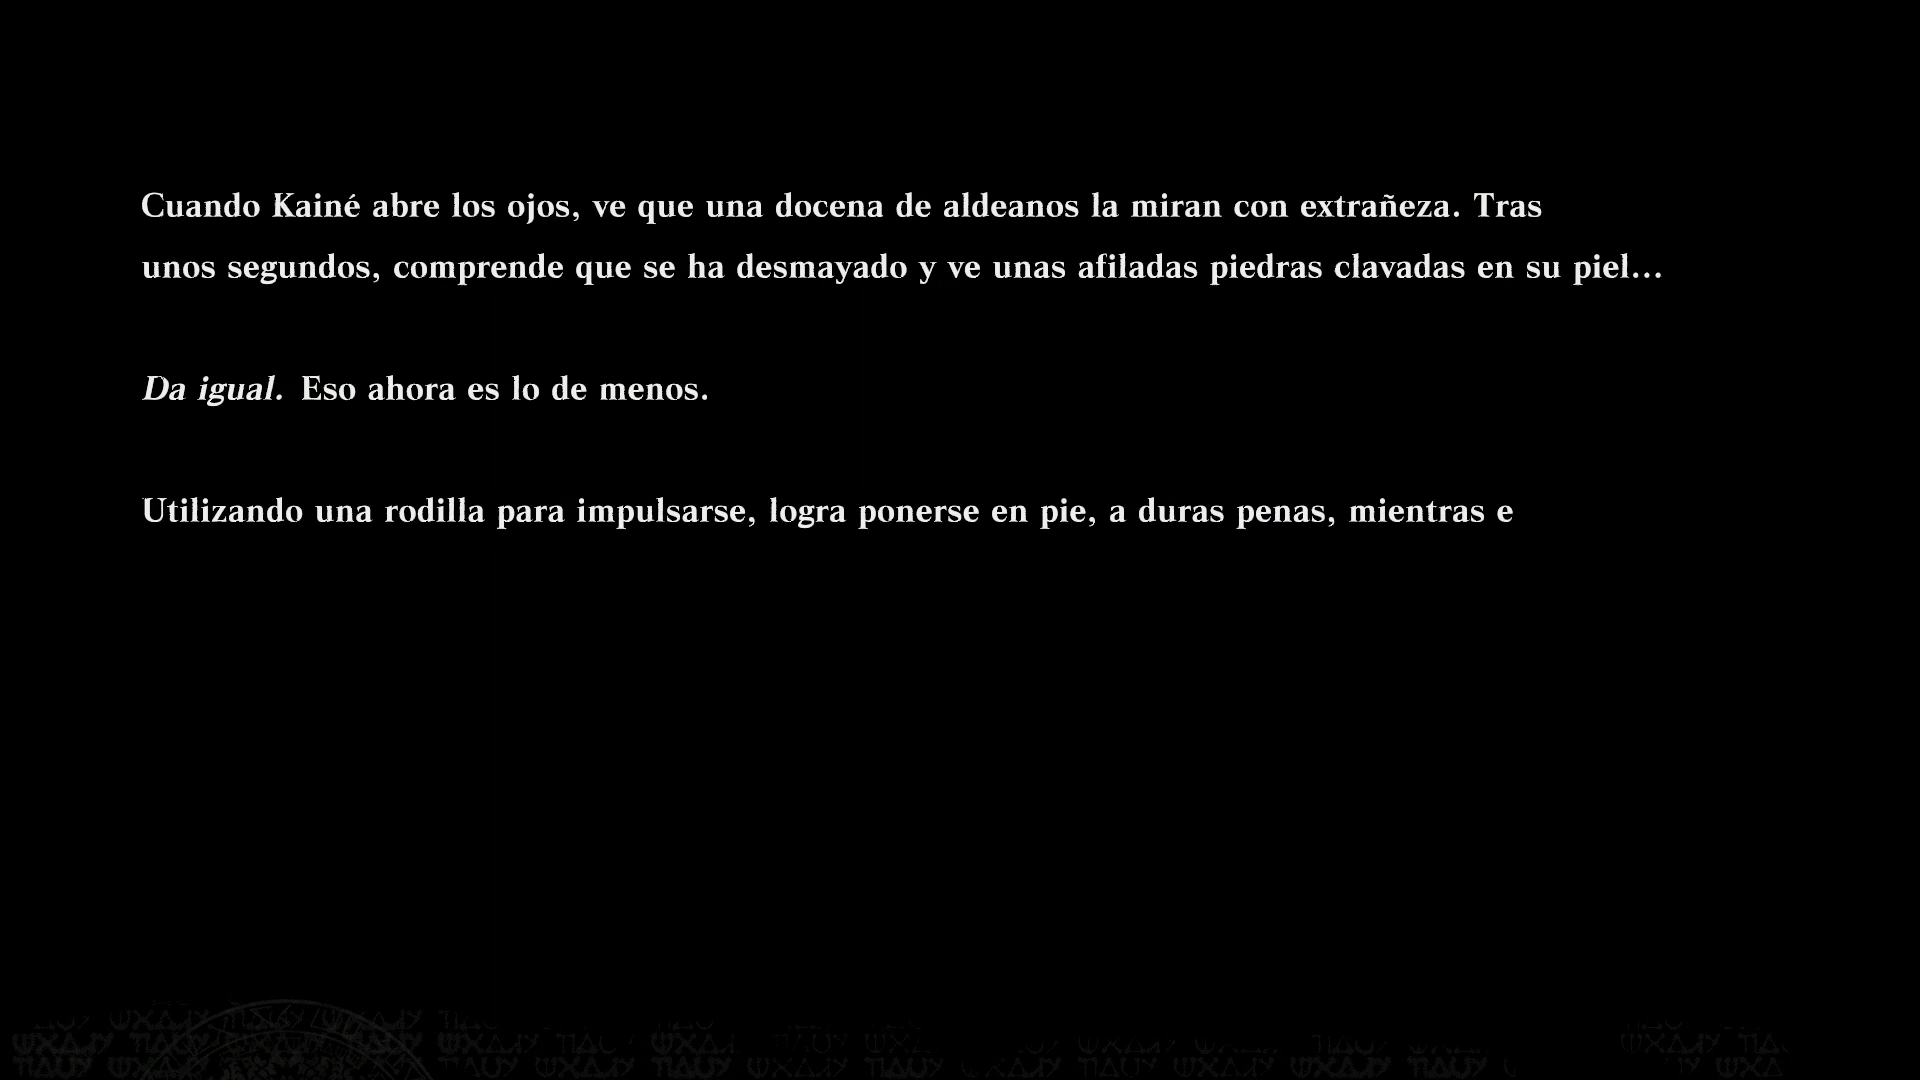 Cuando Kainé abre los ojos, ve que una docena de aldeanos la miran con extrañeza. Tras
unos segundos, comprende que se ha desmayado y ve unas afiladas piedras clavadas en su piel...
Da igual. Eso ahora es lo de menos.
Utilizando una rodilla para impulsarse, logra ponerse en pie, a duras penas, mientras e